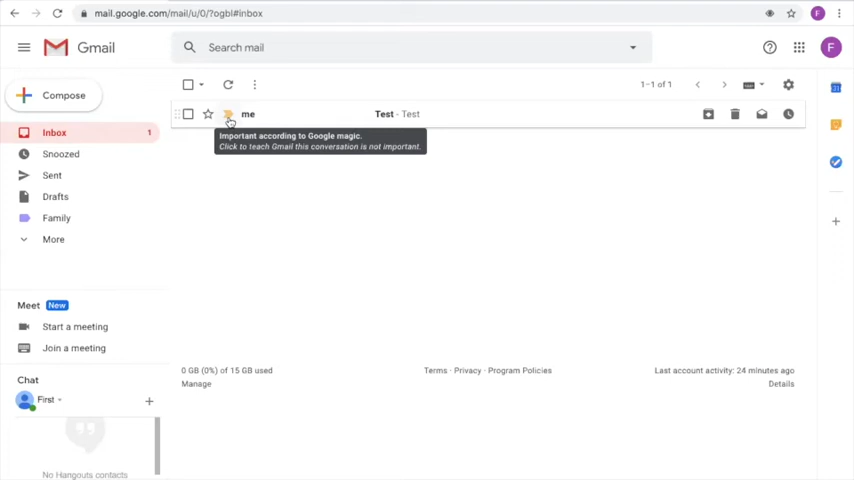 mail.google.com/mail/u/0/?ogbl#inbox
F
Gmail
Search mail
F
Compose
1–1 of 1
Inbox 1
me Test - Test
Important according to Google magic.
Click to teach Gmail this conversation is not important.
Snoozed
Sent
Drafts
Family
More
Meet New
Start a meeting
Join a meeting
0 GB (0%) of 15 GB used
Manage
Terms · Privacy · Program Policies
Last account activity: 24 minutes ago
Details
Chat
First
No Hangouts contacts